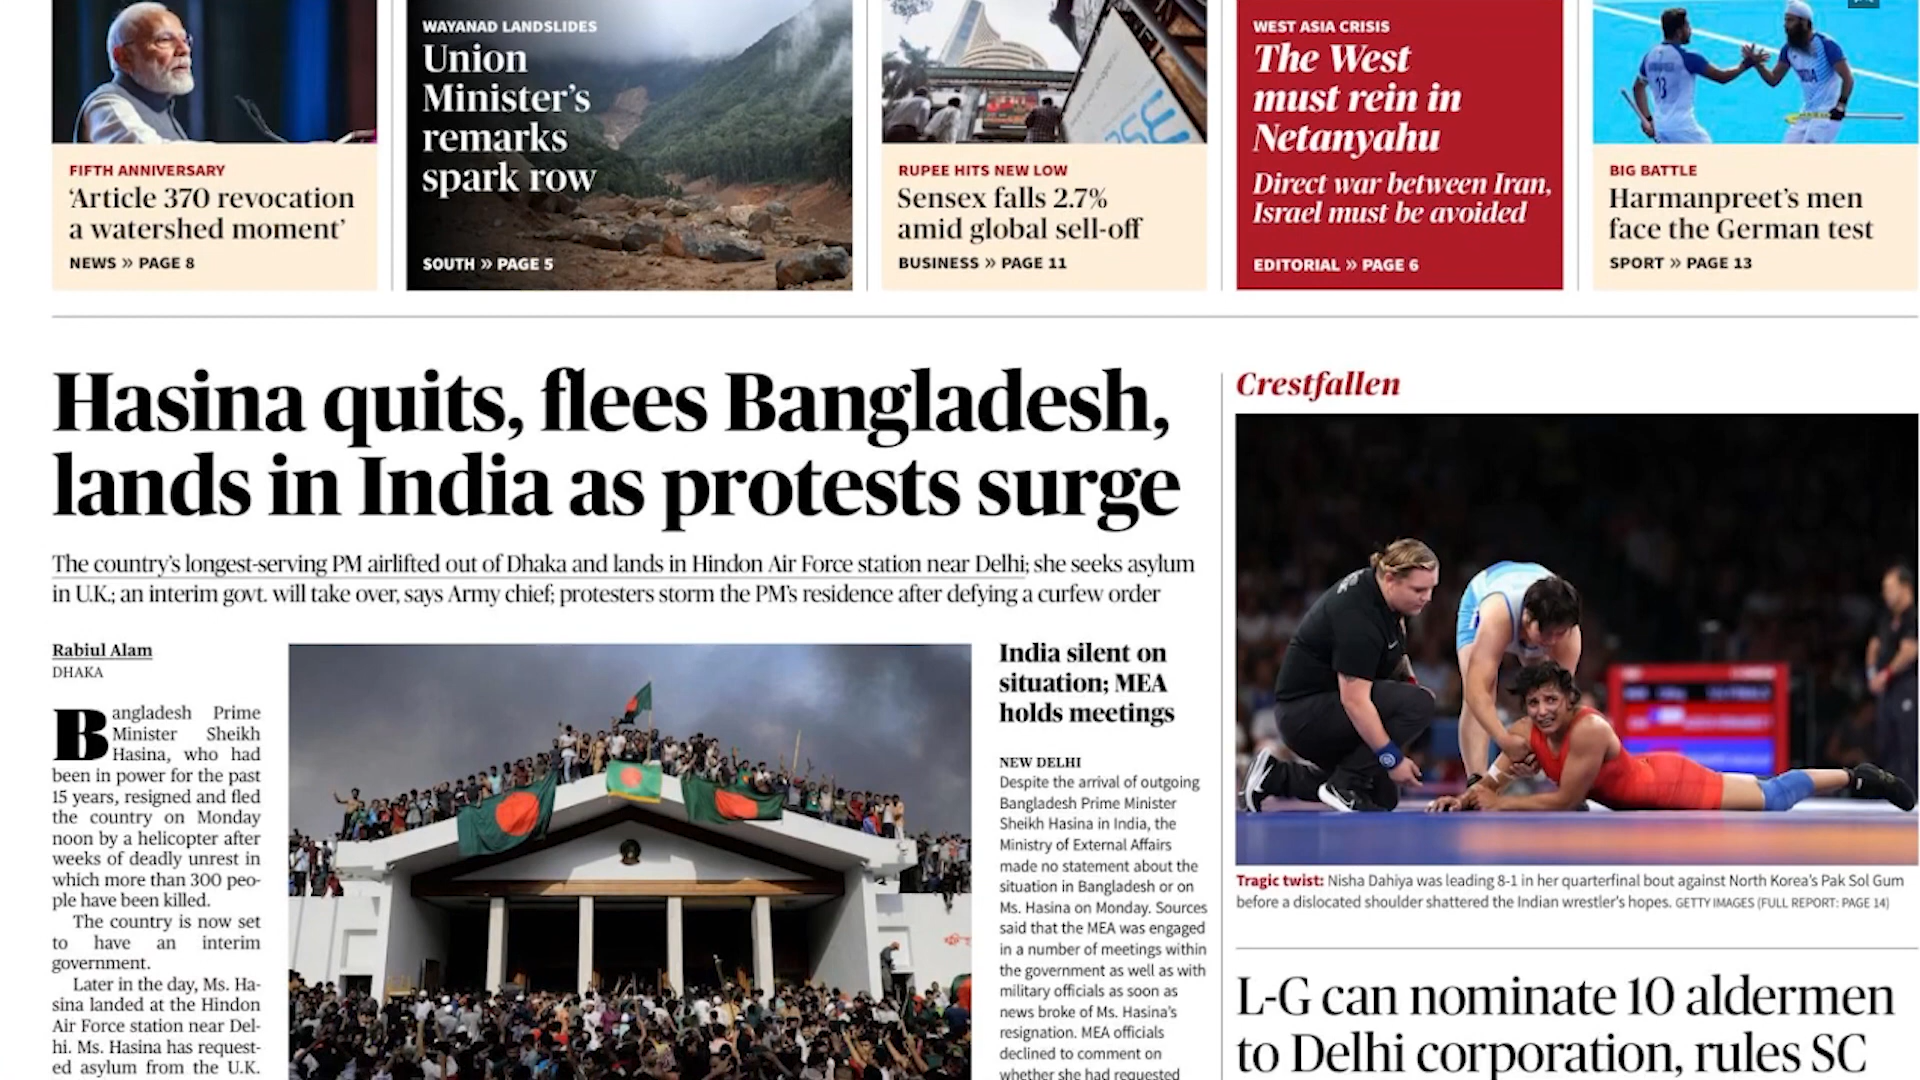 FIFTH ANNIVERSARY
‘Article 370 revocation
a watershed moment’
NEWS » PAGE 8
WAYANAD LANDSLIDES
Union
Minister’s
remarks
spark row
SOUTH » PAGE 5
RUPEE HITS NEW LOW
Sensex falls 2.7%
amid global sell-off
BUSINESS » PAGE 11
WEST ASIA CRISIS
The West
must rein in
Netanyahu
Direct war between Iran,
Israel must be avoided
EDITORIAL » PAGE 6
BIG BATTLE
Harmanpreet’s men
face the German test
SPORT » PAGE 13
Hasina quits, flees Bangladesh,
lands in India as protests surge
The country’s longest-serving PM airlifted out of Dhaka and lands in Hindon Air Force station near Delhi; she seeks asylum
in U.K.; an interim govt. will take over, says Army chief; protesters storm the PM’s residence after defying a curfew order
Rabiul Alam
DHAKA
Bangladesh Prime
Minister Sheikh
Hasina, who had
been in power for the past
15 years, resigned and fled
the country on Monday
noon by a helicopter after
weeks of deadly unrest in
which more than 300 peo-
ple have been killed.
The country is now set
to have an interim
government.
Later in the day, Ms. Ha-
sina landed at the Hindon
Air Force station near Del-
hi. Ms. Hasina has request-
ed asylum from the U.K.
India silent on
situation; MEA
holds meetings
NEW DELHI
Despite the arrival of outgoing
Bangladesh Prime Minister
Sheikh Hasina in India, the
Ministry of External Affairs
made no statement about the
situation in Bangladesh or on
Ms. Hasina on Monday. Sources
said that the MEA was engaged
in a number of meetings within
the government as well as with
military officials as soon as
news broke of Ms. Hasina’s
resignation. MEA officials
declined to comment on
whether she had requested
Crestfallen
Tragic twist: Nisha Dahiya was leading 8-1 in her quarterfinal bout against North Korea’s Pak Sol Gum
before a dislocated shoulder shattered the Indian wrestler’s hopes. GETTY IMAGES (FULL REPORT: PAGE 14)
L-G can nominate 10 aldermen
to Delhi corporation, rules SC